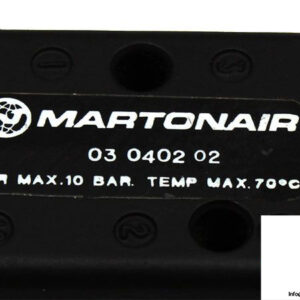 MARTONAIR
03 0402 02
R MAX.10 BAR. TEMP MAX.70°C